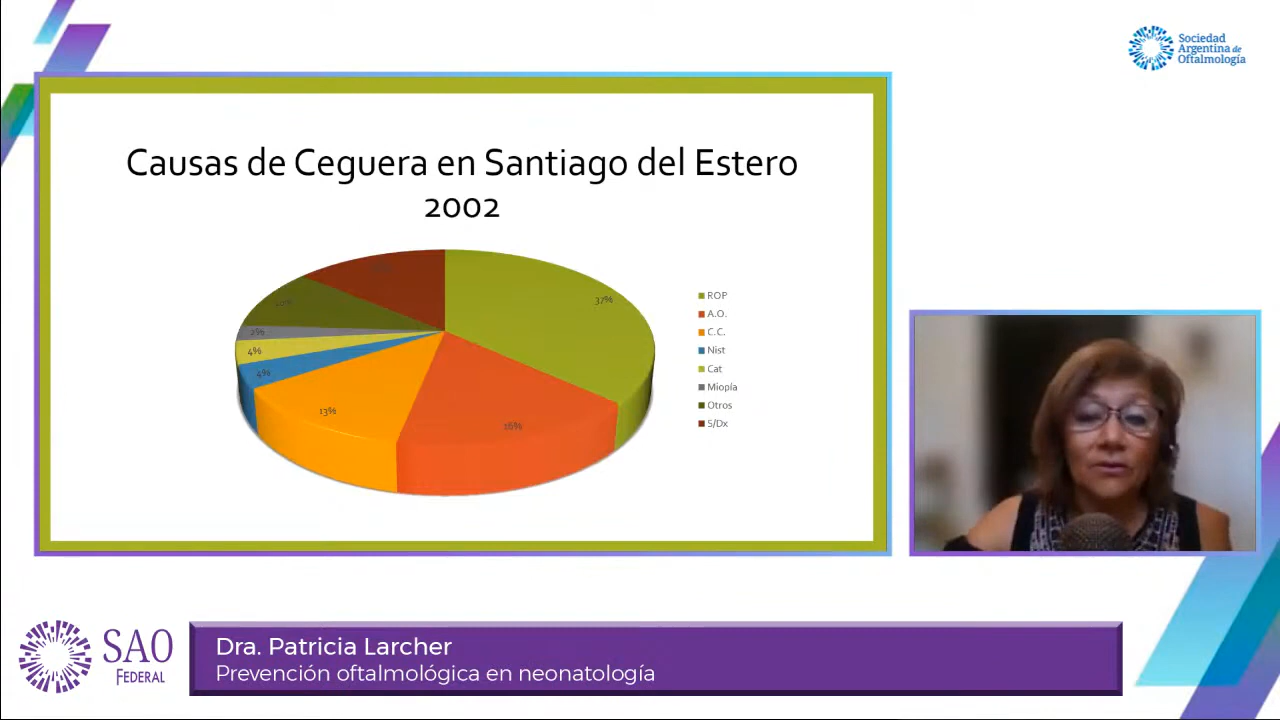 Sociedad
Argentina de
Oftalmología
Causas de Ceguera en Santiago del Estero
2002
37%
16%
13%
4%
4%
2%
ROP
A.O.
C.C.
Nist
Cat
Miopía
Otros
S/Dx
SAO
FEDERAL
Dra. Patricia Larcher
Prevención oftalmológica en neonatología